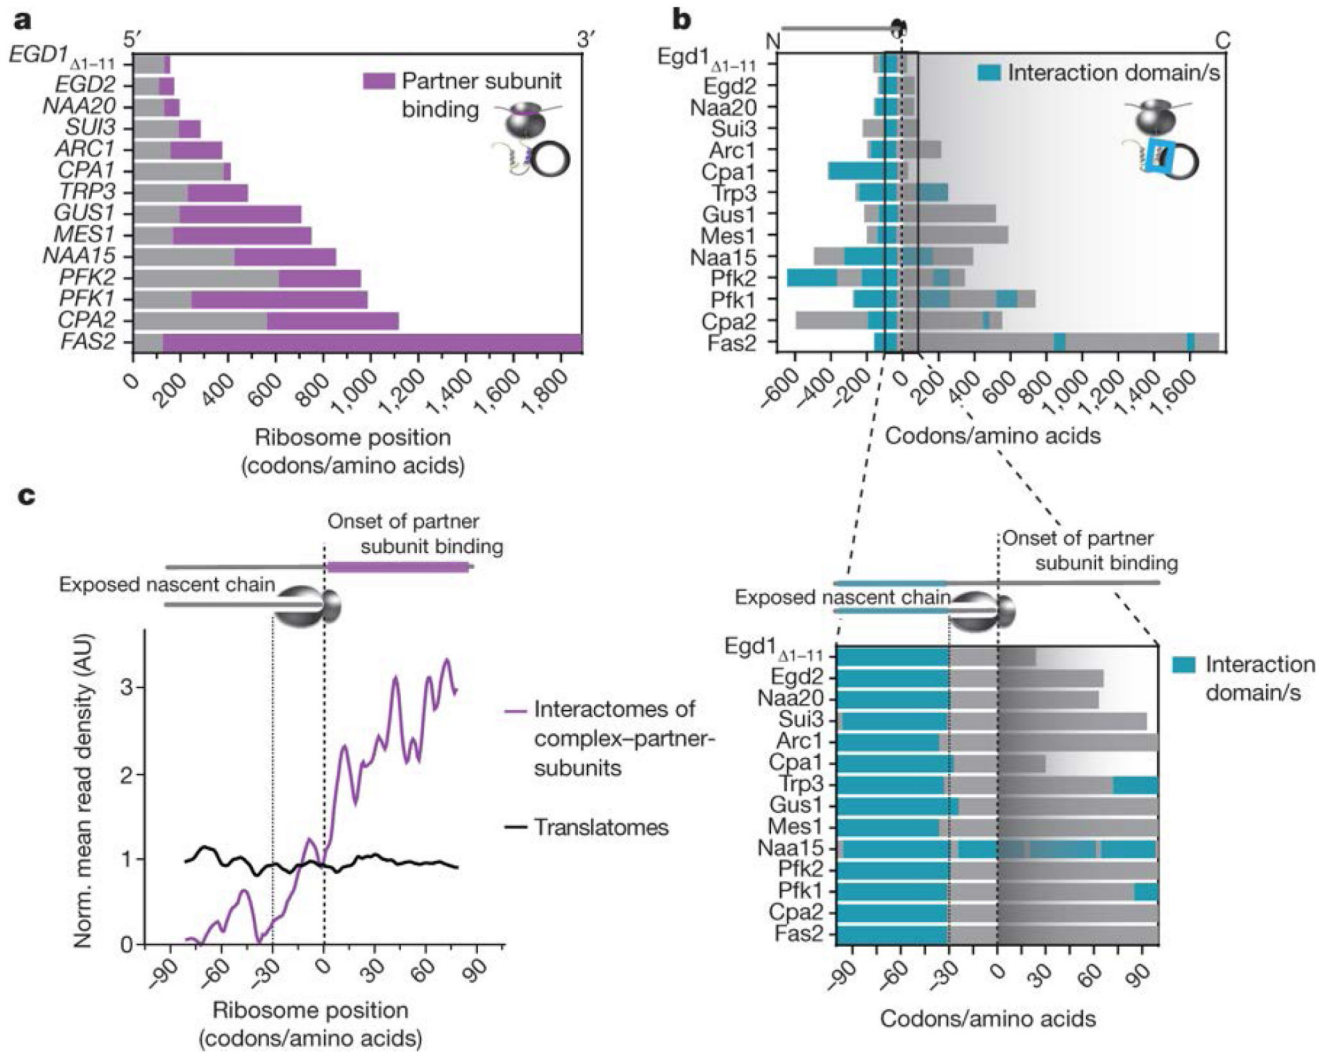 a
5′
3′
EGD1Δ1–11
EGD2
NAA20
SUI3
ARC1
CPA1
TRP3
GUS1
MES1
NAA15
PFK2
PFK1
CPA2
FAS2
Partner subunit
binding
0
200
400
600
800
1,000
1,200
1,400
1,600
1,800
Ribosome position
(codons/amino acids)
b
N
C
Egd1Δ1–11
Egd2
Naa20
Sui3
Arc1
Cpa1
Trp3
Gus1
Mes1
Naa15
Pfk2
Pfk1
Cpa2
Fas2
Interaction domain/s
–600
–400
–200
0
200
400
600
800
1,000
1,200
1,400
1,600
Codons/amino acids
Onset of partner
subunit binding
Exposed nascent chain
Egd1Δ1–11
Egd2
Naa20
Sui3
Arc1
Cpa1
Trp3
Gus1
Mes1
Naa15
Pfk2
Pfk1
Cpa2
Fas2
Interaction
domain/s
–90
–60
–30
0
30
60
90
Codons/amino acids
c
Onset of partner
subunit binding
Exposed nascent chain
Norm. mean read density (AU)
3
2
1
0
–90
–60
–30
0
30
60
90
Ribosome position
(codons/amino acids)
Interactomes of
complex–partner-
subunits
Translatomes